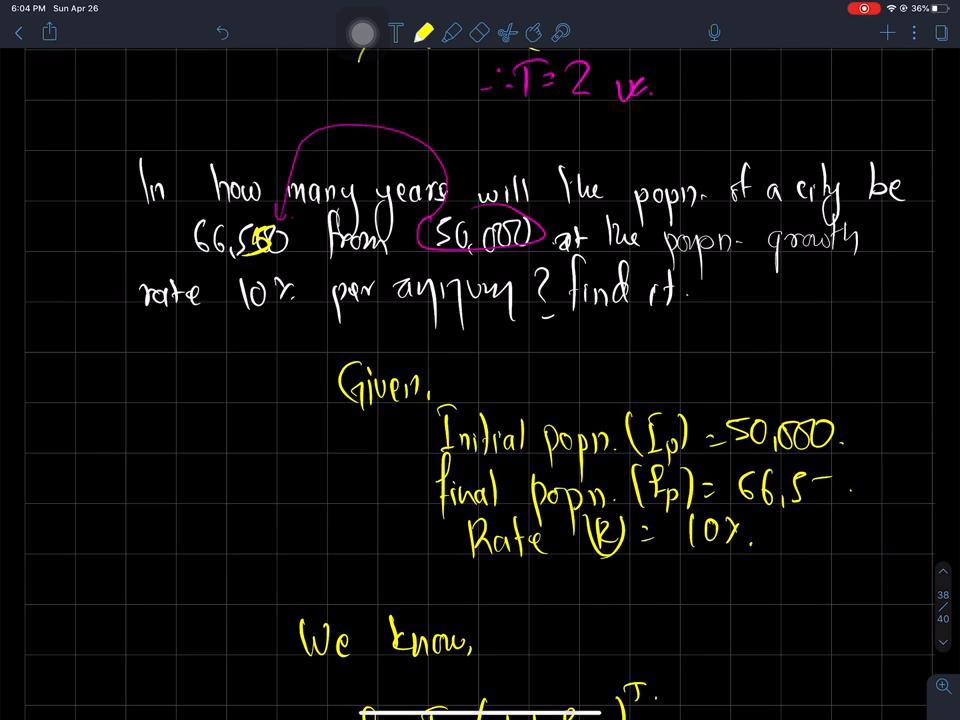 6:04 PM Sun Apr 26
36%
∴T=2
In how many years will the popn. of a city be
66,550 from 50,000 at the popn. growth
rate 10% per annum? find it.
Given,
Initial popn. (Ip) = 50,000.
final popn. (fp) = 66,5
Rate (R) = 10%.
38
/
40
We know,
T.